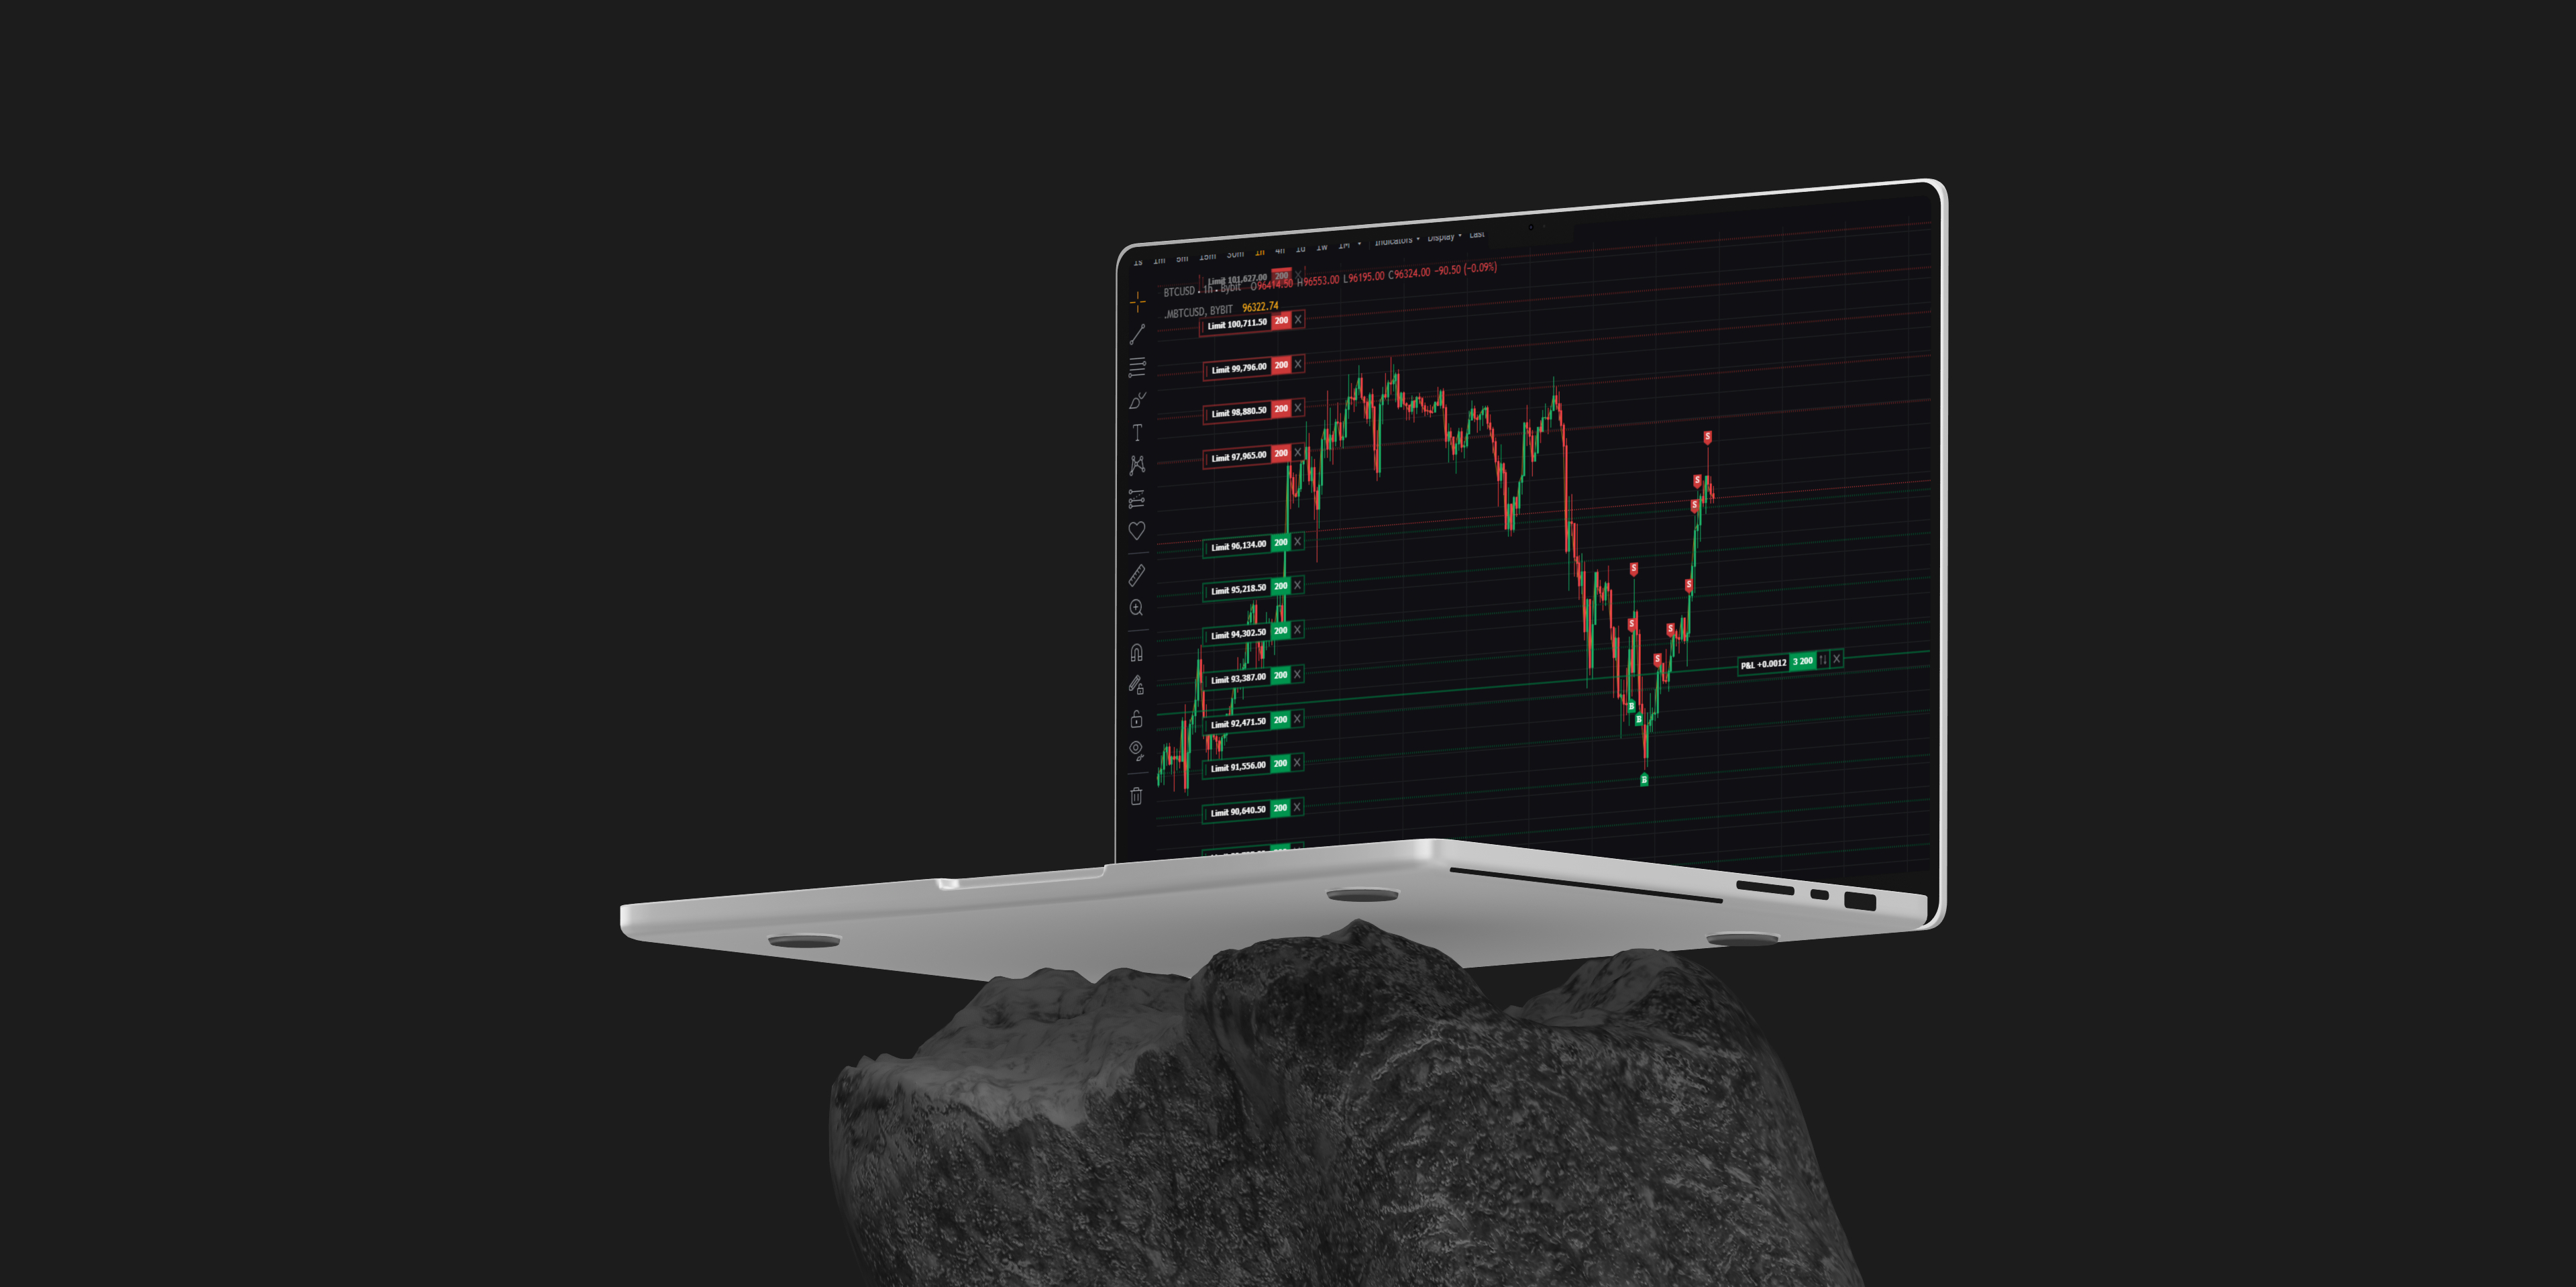 1s 1m 5m 15m 30m 1h 4h 1d 1w 1M Indicators Display Last
Limit 101,627.00 200 X
BTCUSD · 1h · Bybit O96414.50 H96553.00 L96195.00 C96324.00 −90.50 (−0.09%)
.MBTCUSD, BYBIT 96322.74
Limit 100,711.50 200 X
Limit 99,796.00 200 X
Limit 98,880.50 200 X
Limit 97,965.00 200 X
S
S
S
Limit 96,134.00 200 X
S
S
Limit 95,218.50 200 X
S
S
Limit 94,302.50 200 X
S
P&L +0.0012 3 200 X
Limit 93,387.00 200 X
B
B
Limit 92,471.50 200 X
Limit 91,556.00 200 X
B
Limit 90,640.50 200 X
T